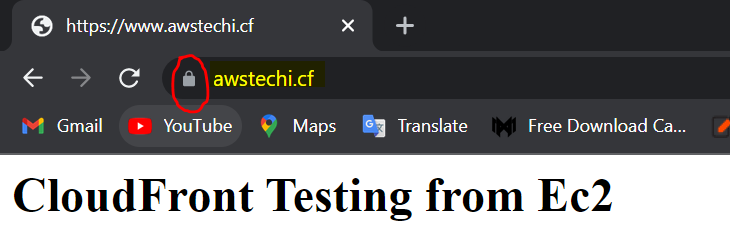 https://www.awstechi.cf
awstechi.cf
Gmail YouTube Maps Translate Free Download Ca...
CloudFront Testing from Ec2